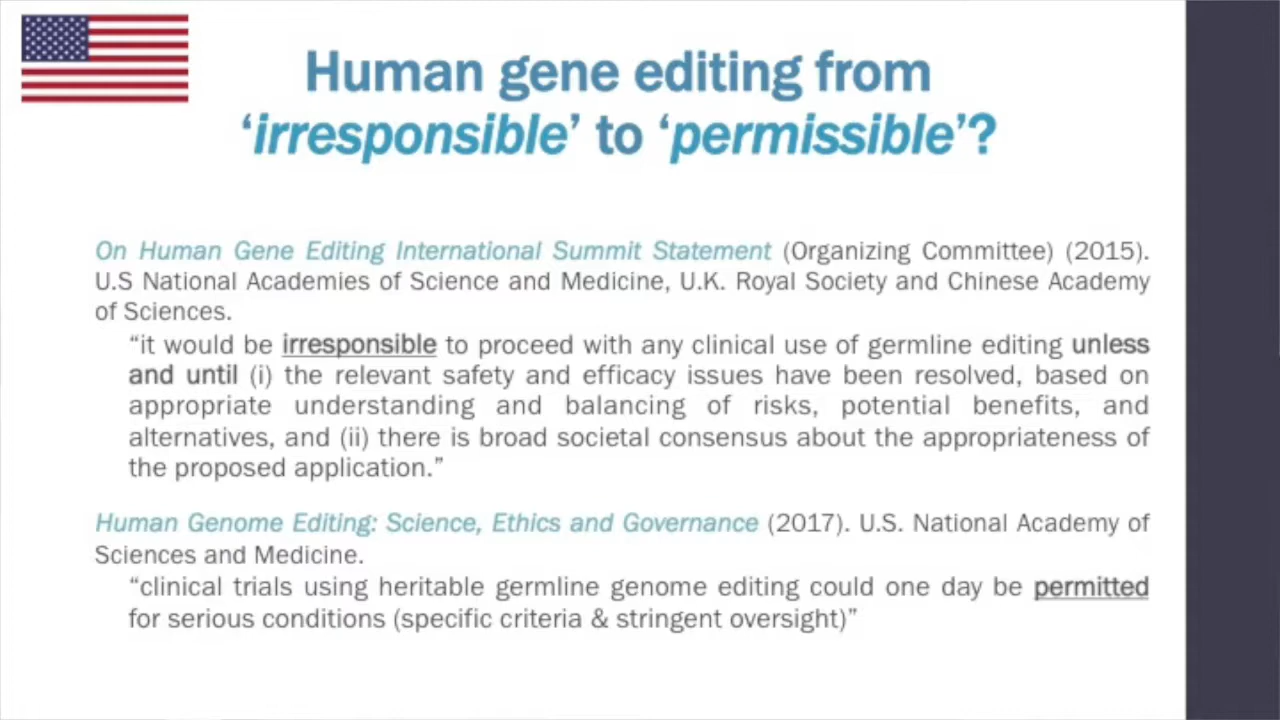 Human gene editing from
‘irresponsible’ to ‘permissible’?
On Human Gene Editing International Summit Statement (Organizing Committee) (2015).
U.S National Academies of Science and Medicine, U.K. Royal Society and Chinese Academy
of Sciences.
“it would be irresponsible to proceed with any clinical use of germline editing unless
and until (i) the relevant safety and efficacy issues have been resolved, based on
appropriate understanding and balancing of risks, potential benefits, and
alternatives, and (ii) there is broad societal consensus about the appropriateness of
the proposed application.”
Human Genome Editing: Science, Ethics and Governance (2017). U.S. National Academy of
Sciences and Medicine.
“clinical trials using heritable germline genome editing could one day be permitted
for serious conditions (specific criteria & stringent oversight)”